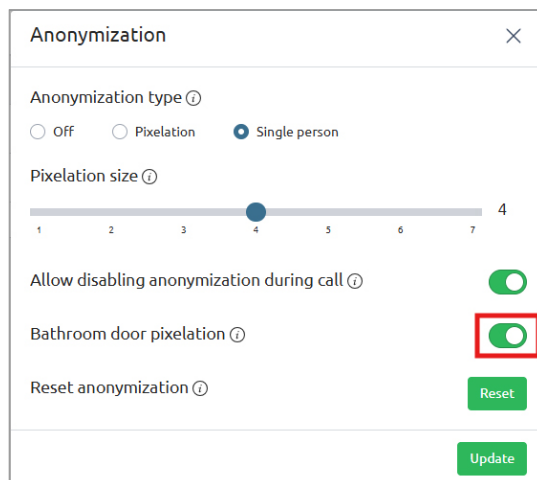 Anonymization
Anonymization type
Off Pixelation Single person
Pixelation size
4
1 2 3 4 5 6 7
Allow disabling anonymization during call
Bathroom door pixelation
Reset anonymization
Reset
Update